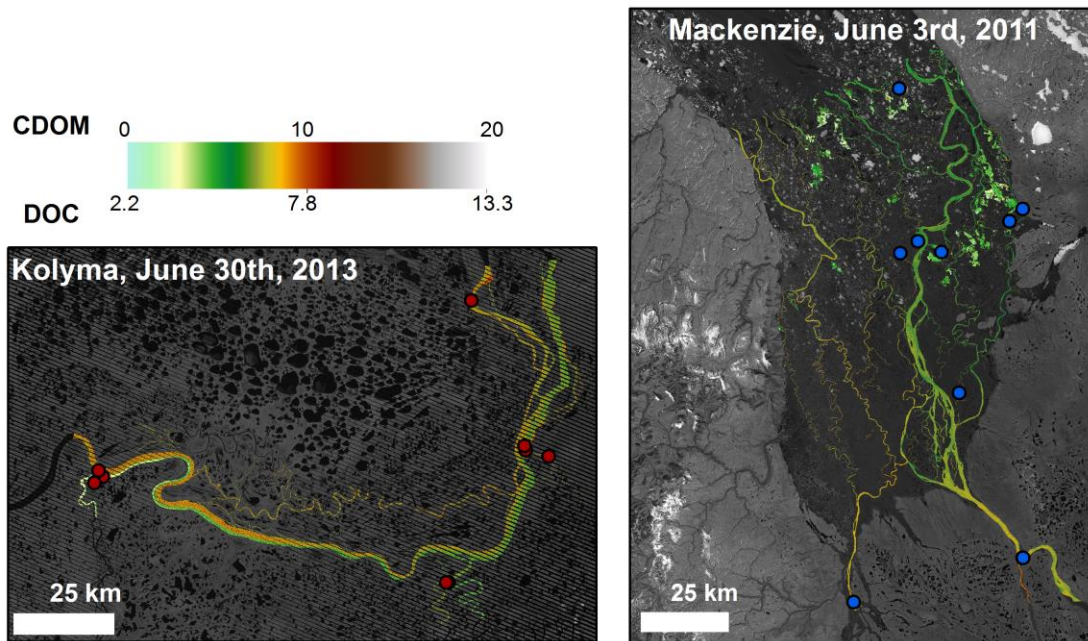 Mackenzie, June 3rd, 2011
CDOM 0 10 20
2.2 7.8 13.3
DOC
Kolyma, June 30th, 2013
25 km
25 km